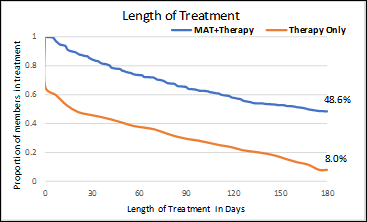 Length of Treatment
MAT+Therapy Therapy Only
Proportion of members in treatment
1
0.8
0.6
0.4
0.2
0
48.6%
8.0%
0 30 60 90 120 150 180
Length of Treatment In Days